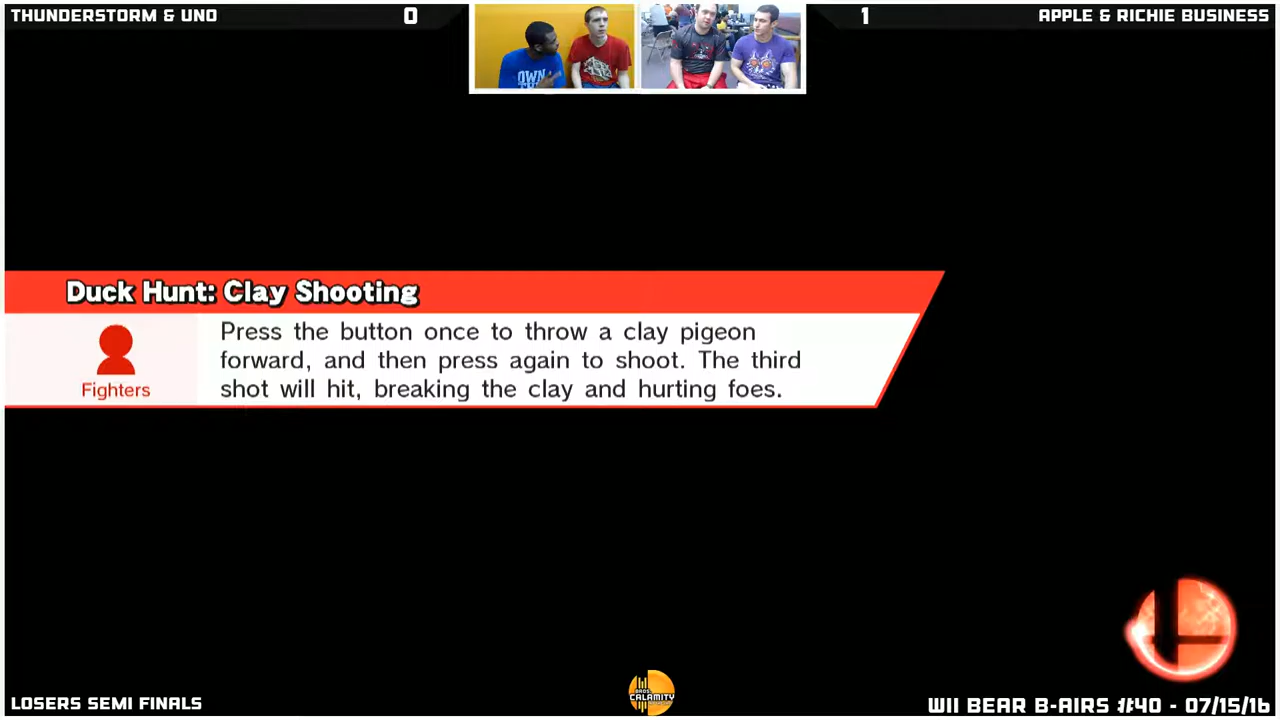 THUNDERSTORM & UNO
0
1
APPLE & RICHIE BUSINESS
OWN
Duck Hunt: Clay Shooting
Press the button once to throw a clay pigeon
forward, and then press again to shoot. The third
shot will hit, breaking the clay and hurting foes.
Fighters
LOSERS SEMI FINALS
CALAMITY
WII BEAR B-AIRS #40 - 07/15/16